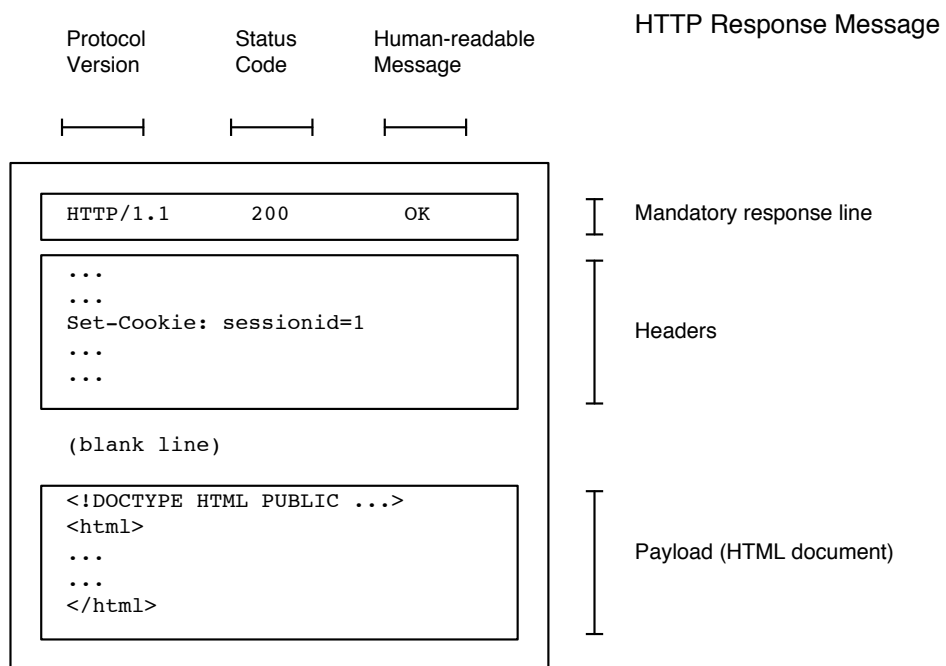 HTTP Response Message
Protocol Version
Status Code
Human-readable Message
HTTP/1.1 200 OK
Mandatory response line
...
...
Set-Cookie: sessionid=1
...
...
Headers
(blank line)
<!DOCTYPE HTML PUBLIC ...>
<html>
...
...
</html>
Payload (HTML document)